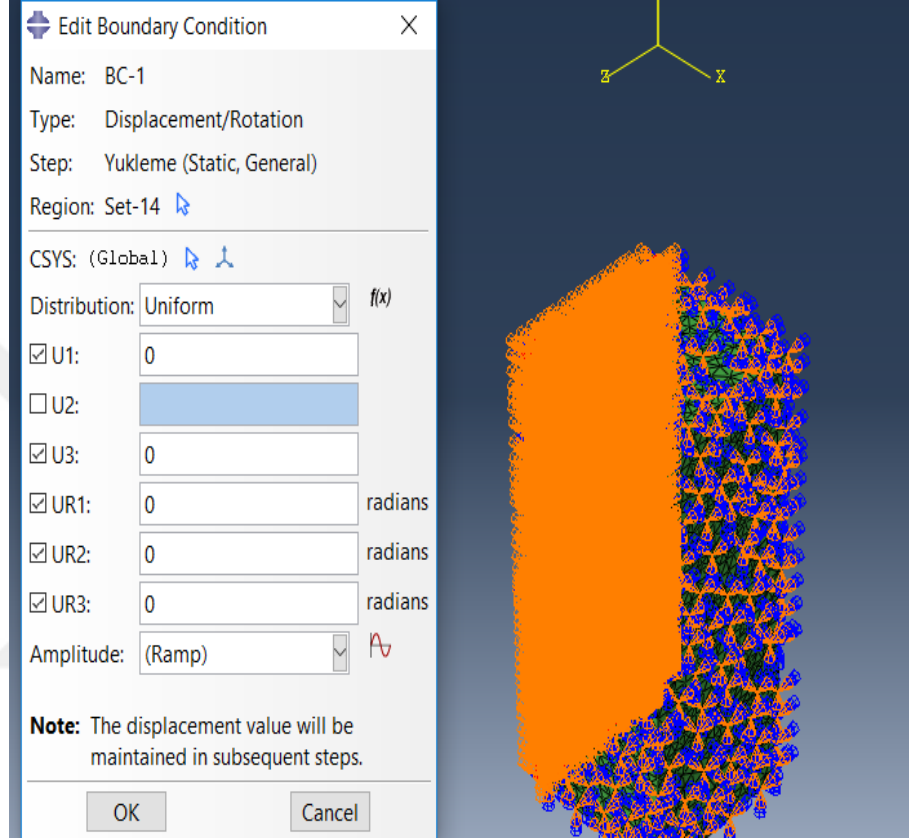 Edit Boundary Condition
Name: BC-1
Type: Displacement/Rotation
Step: Yukleme (Static, General)
Region: Set-14
CSYS: (Global)
Distribution: Uniform f(x)
U1: 0
U2:
U3: 0
UR1: 0 radians
UR2: 0 radians
UR3: 0 radians
Amplitude: (Ramp)
Note: The displacement value will be
maintained in subsequent steps.
OK Cancel
Z X